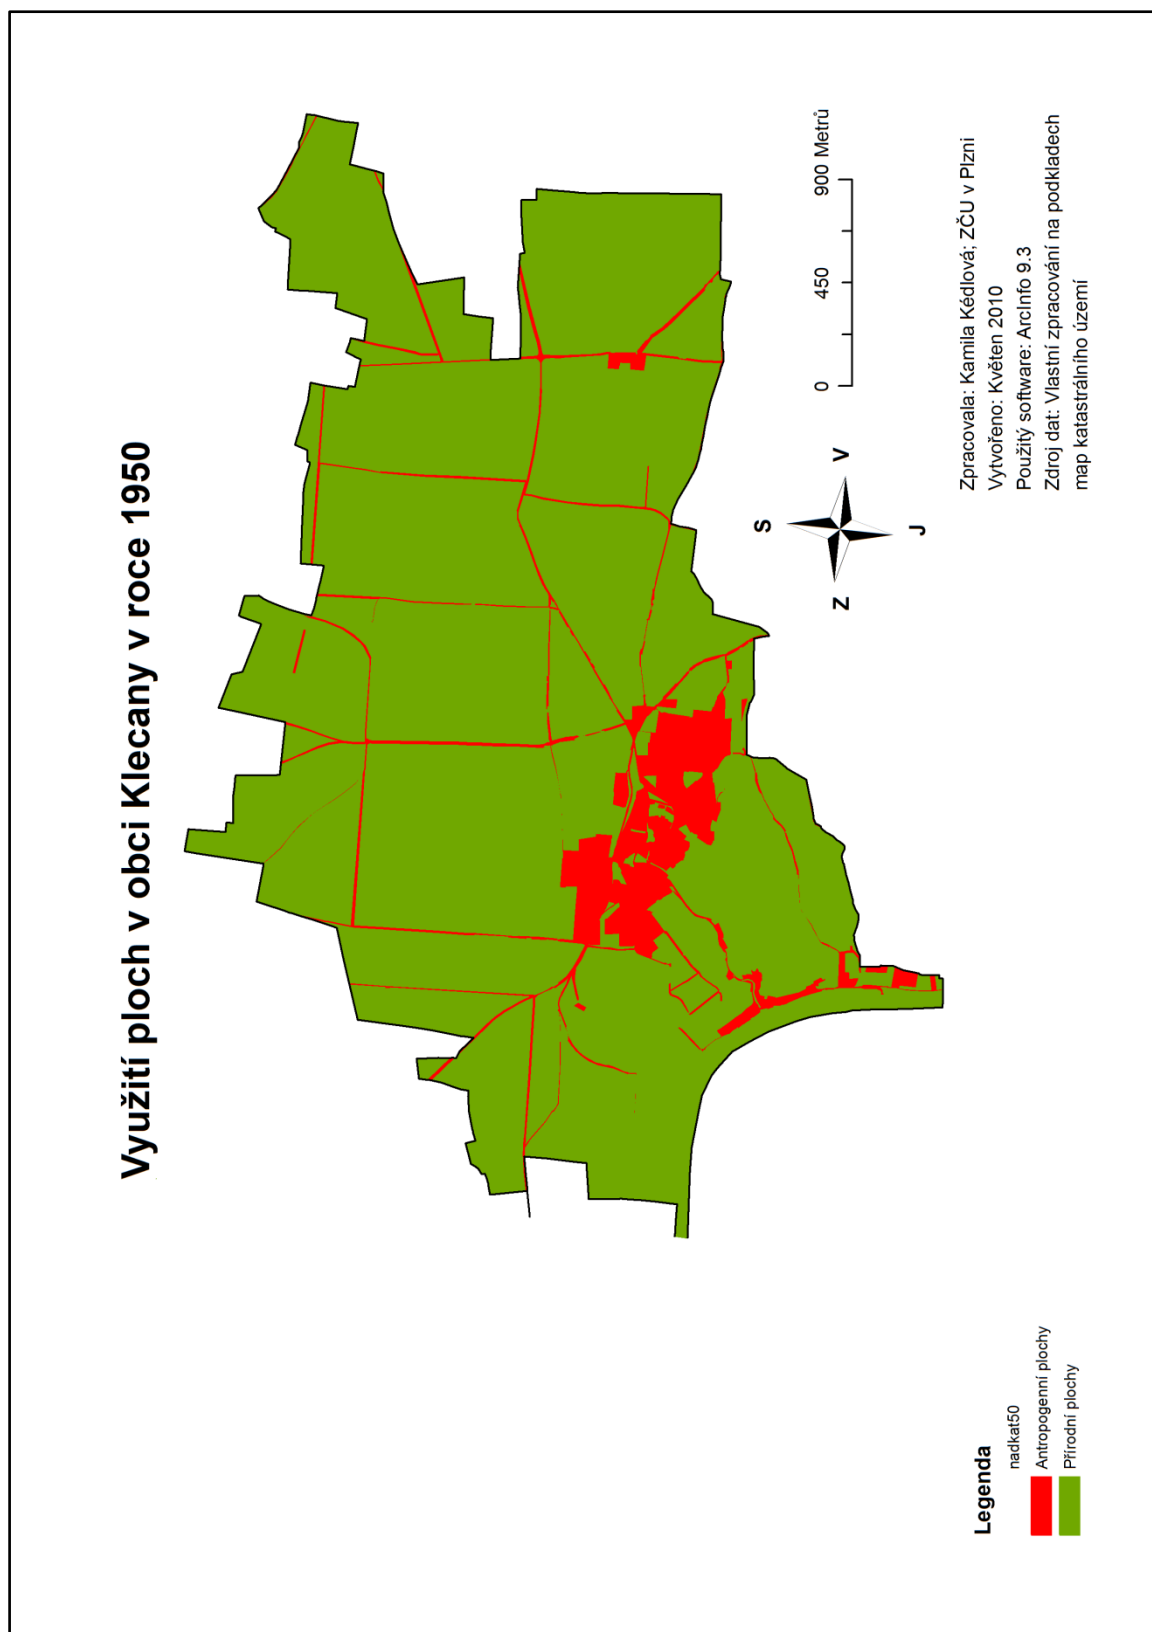 Využití ploch v obci Klecany v roce 1950
S
Z
V
J
0
450
900 Metrů
Legenda
nadkat50
Antropogenní plochy
Přírodní plochy
Zpracovala: Kamila Kédlová; ZČU v Plzni
Vytvořeno: Květen 2010
Použitý software: ArcInfo 9.3
Zdroj dat: Vlastní zpracování na podkladech
map katastrálního území